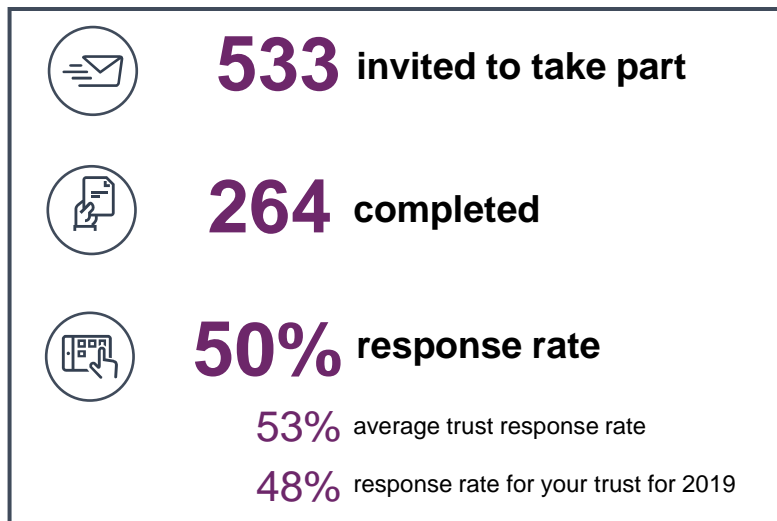 533 invited to take part
264 completed
50% response rate
53% average trust response rate
48% response rate for your trust for 2019